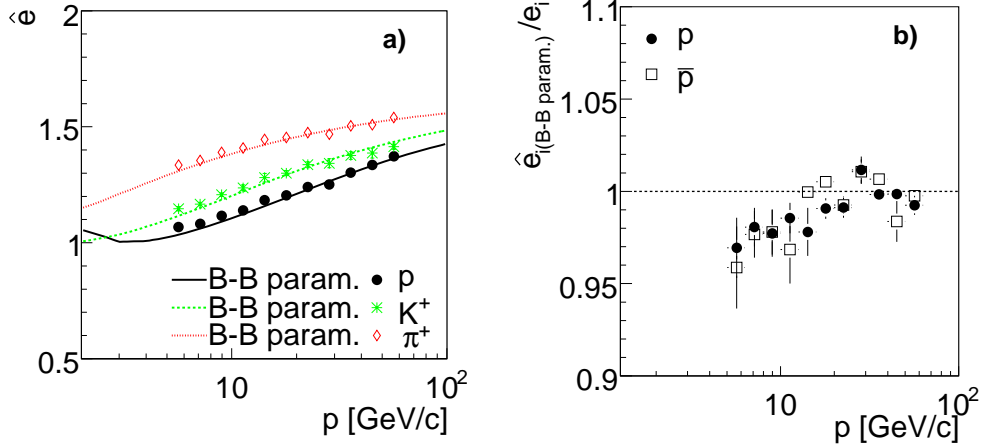 ê
2
1.5
1
0.5
a)
B-B param. p
B-B param. K⁺
B-B param. π⁺
10
10²
p [GeV/c]
ê_i(B-B param.) /e_i
1.1
1.05
1
0.95
0.9
b)
p
p̅
10
10²
p [GeV/c]